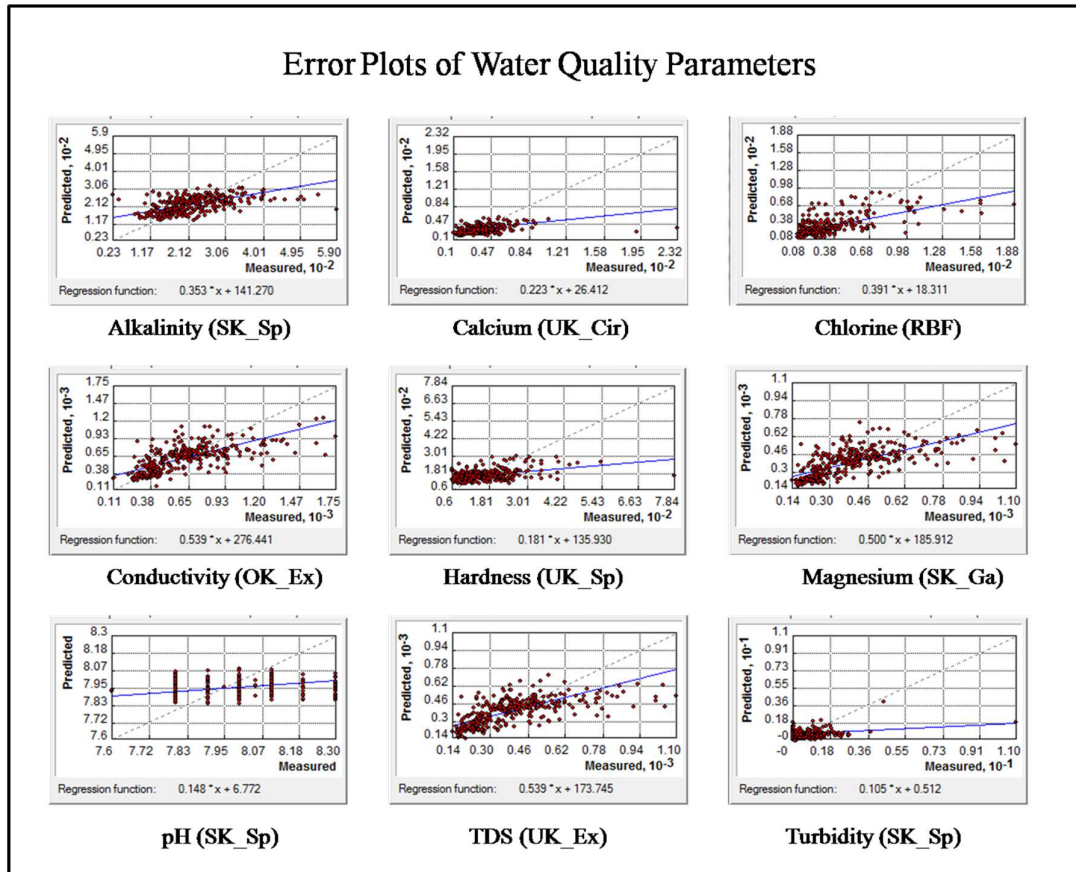 Error Plots of Water Quality Parameters
Predicted, 10⁻²
5.9
4.95
4.01
3.06
2.12
1.17
0.23
0.23 1.17 2.12 3.06 4.01 4.95 5.90
Measured, 10⁻²
Regression function: 0.353 * x + 141.270
Alkalinity (SK_Sp)
Predicted, 10⁻²
2.32
1.95
1.58
1.21
0.84
0.47
0.1
0.1 0.47 0.84 1.21 1.58 1.95 2.32
Measured, 10⁻²
Regression function: 0.223 * x + 26.412
Calcium (UK_Cir)
Predicted, 10⁻²
1.88
1.58
1.28
0.98
0.68
0.38
0.08
0.08 0.38 0.68 0.98 1.28 1.58 1.88
Measured, 10⁻²
Regression function: 0.391 * x + 18.311
Chlorine (RBF)
Predicted, 10⁻³
1.75
1.47
1.2
0.93
0.65
0.38
0.11
0.11 0.38 0.65 0.93 1.20 1.47 1.75
Measured, 10⁻³
Regression function: 0.539 * x + 276.441
Conductivity (OK_Ex)
Predicted, 10⁻²
7.84
6.63
5.43
4.22
3.01
1.81
0.6
0.6 1.81 3.01 4.22 5.43 6.63 7.84
Measured, 10⁻²
Regression function: 0.181 * x + 135.930
Hardness (UK_Sp)
Predicted, 10⁻³
1.1
0.94
0.78
0.62
0.46
0.3
0.14
0.14 0.30 0.46 0.62 0.78 0.94 1.10
Measured, 10⁻³
Regression function: 0.500 * x + 185.912
Magnesium (SK_Ga)
Predicted
8.3
8.18
8.07
7.95
7.83
7.72
7.6
7.6 7.72 7.83 7.95 8.07 8.18 8.30
Measured
Regression function: 0.148 * x + 6.772
pH (SK_Sp)
Predicted, 10⁻³
1.1
0.94
0.78
0.62
0.46
0.3
0.14
0.14 0.30 0.46 0.62 0.78 0.94 1.10
Measured, 10⁻³
Regression function: 0.539 * x + 173.745
TDS (UK_Ex)
Predicted, 10⁻¹
1.1
0.91
0.73
0.55
0.36
0.18
-0
-0 0.18 0.36 0.55 0.73 0.91 1.10
Measured, 10⁻¹
Regression function: 0.105 * x + 0.512
Turbidity (SK_Sp)